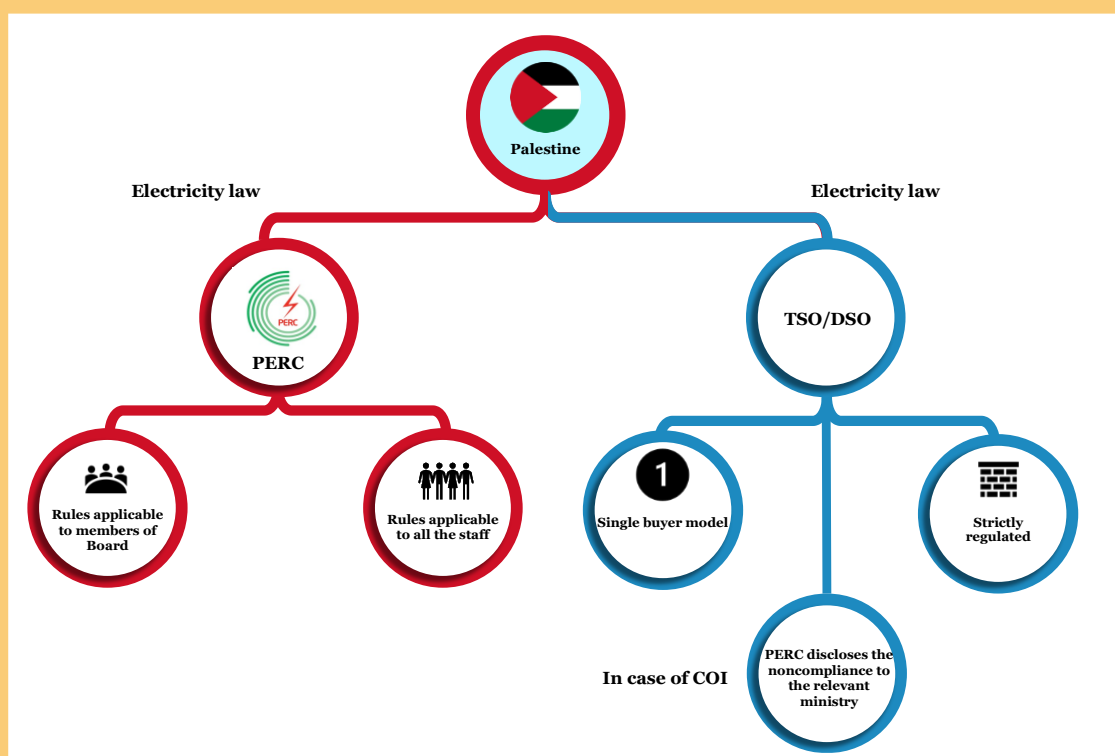 Palestine
Electricity law
Electricity law
PERC
PERC
TSO/DSO
Rules applicable
to members of
Board
Rules applicable
to all the staff
1
Single buyer model
Strictly
regulated
In case of COI
PERC discloses the
noncompliance to
the relevant
ministry